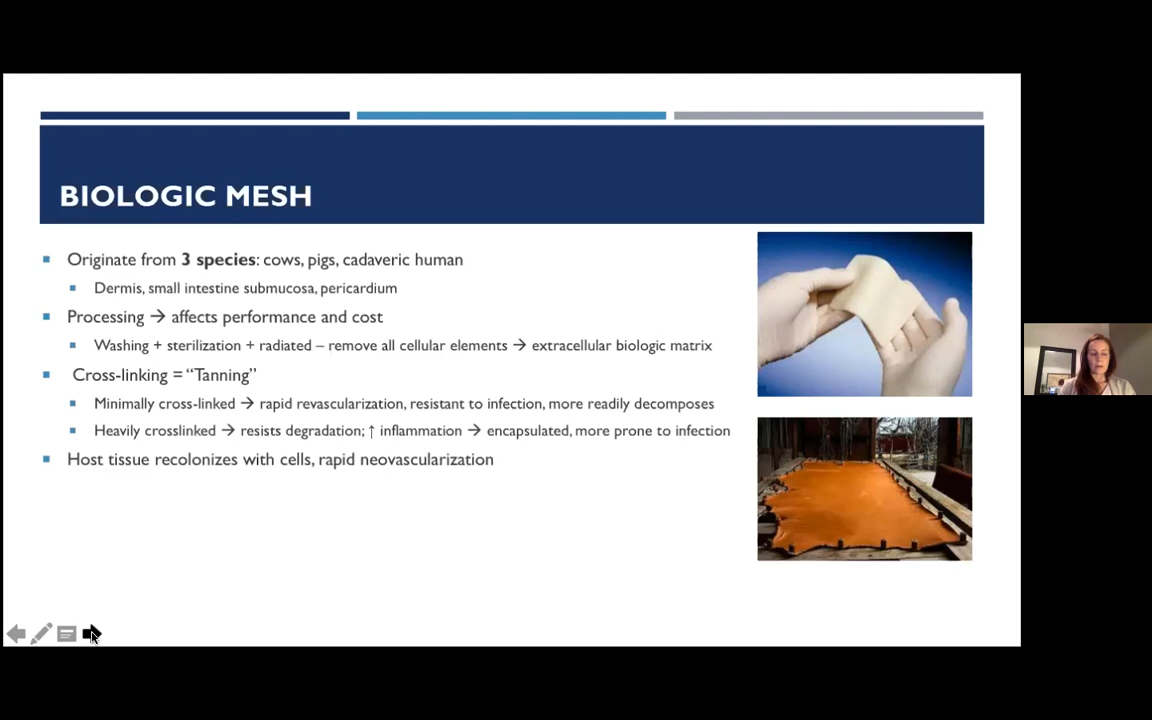 BIOLOGIC MESH
Originate from 3 species: cows, pigs, cadaveric human
Dermis, small intestine submucosa, pericardium
Processing → affects performance and cost
Washing + sterilization + radiated – remove all cellular elements → extracellular biologic matrix
Cross-linking = “Tanning”
Minimally cross-linked → rapid revascularization, resistant to infection, more readily decomposes
Heavily crosslinked → resists degradation; ↑ inflammation → encapsulated, more prone to infection
Host tissue recolonizes with cells, rapid neovascularization